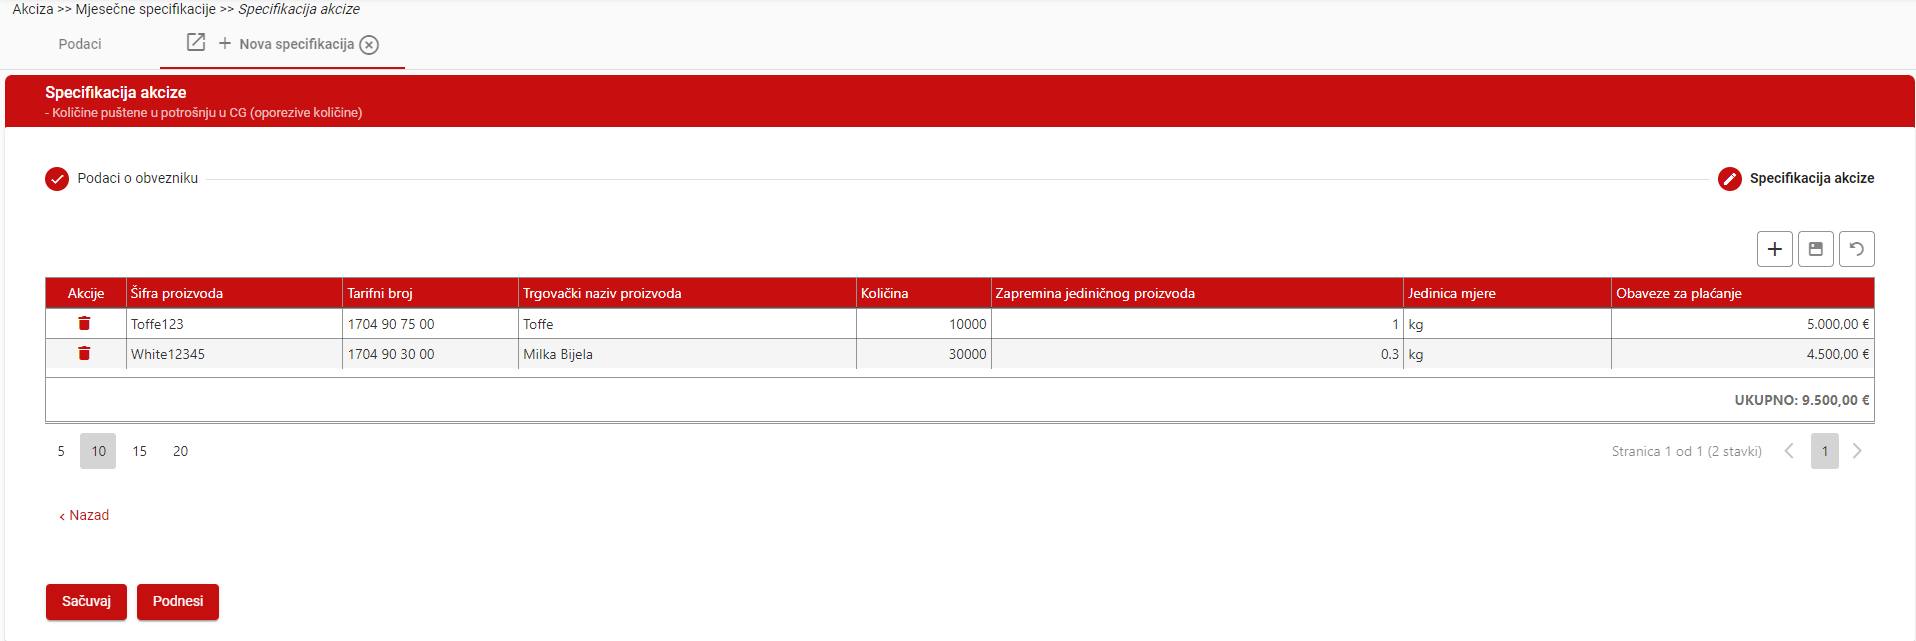 Akciza >> Mjesečne specifikacije >> Specifikacija akcize
Podaci + Nova specifikacija
Specifikacija akcize
- Količine puštene u potrošnju u CG (oporezive količine)
Podaci o obvezniku Specifikacija akcize
Akcije Šifra proizvoda Tarifni broj Trgovački naziv proizvoda Količina Zapremina jediničnog proizvoda Jedinica mjere Obaveze za plaćanje
Toffe123 1704 90 75 00 Toffe 10000 1 kg 5.000,00 €
White12345 1704 90 30 00 Milka Bijela 30000 0.3 kg 4.500,00 €
UKUPNO: 9.500,00 €
5 10 15 20 Stranica 1 od 1 (2 stavki) 1
‹ Nazad
Sačuvaj Podnesi